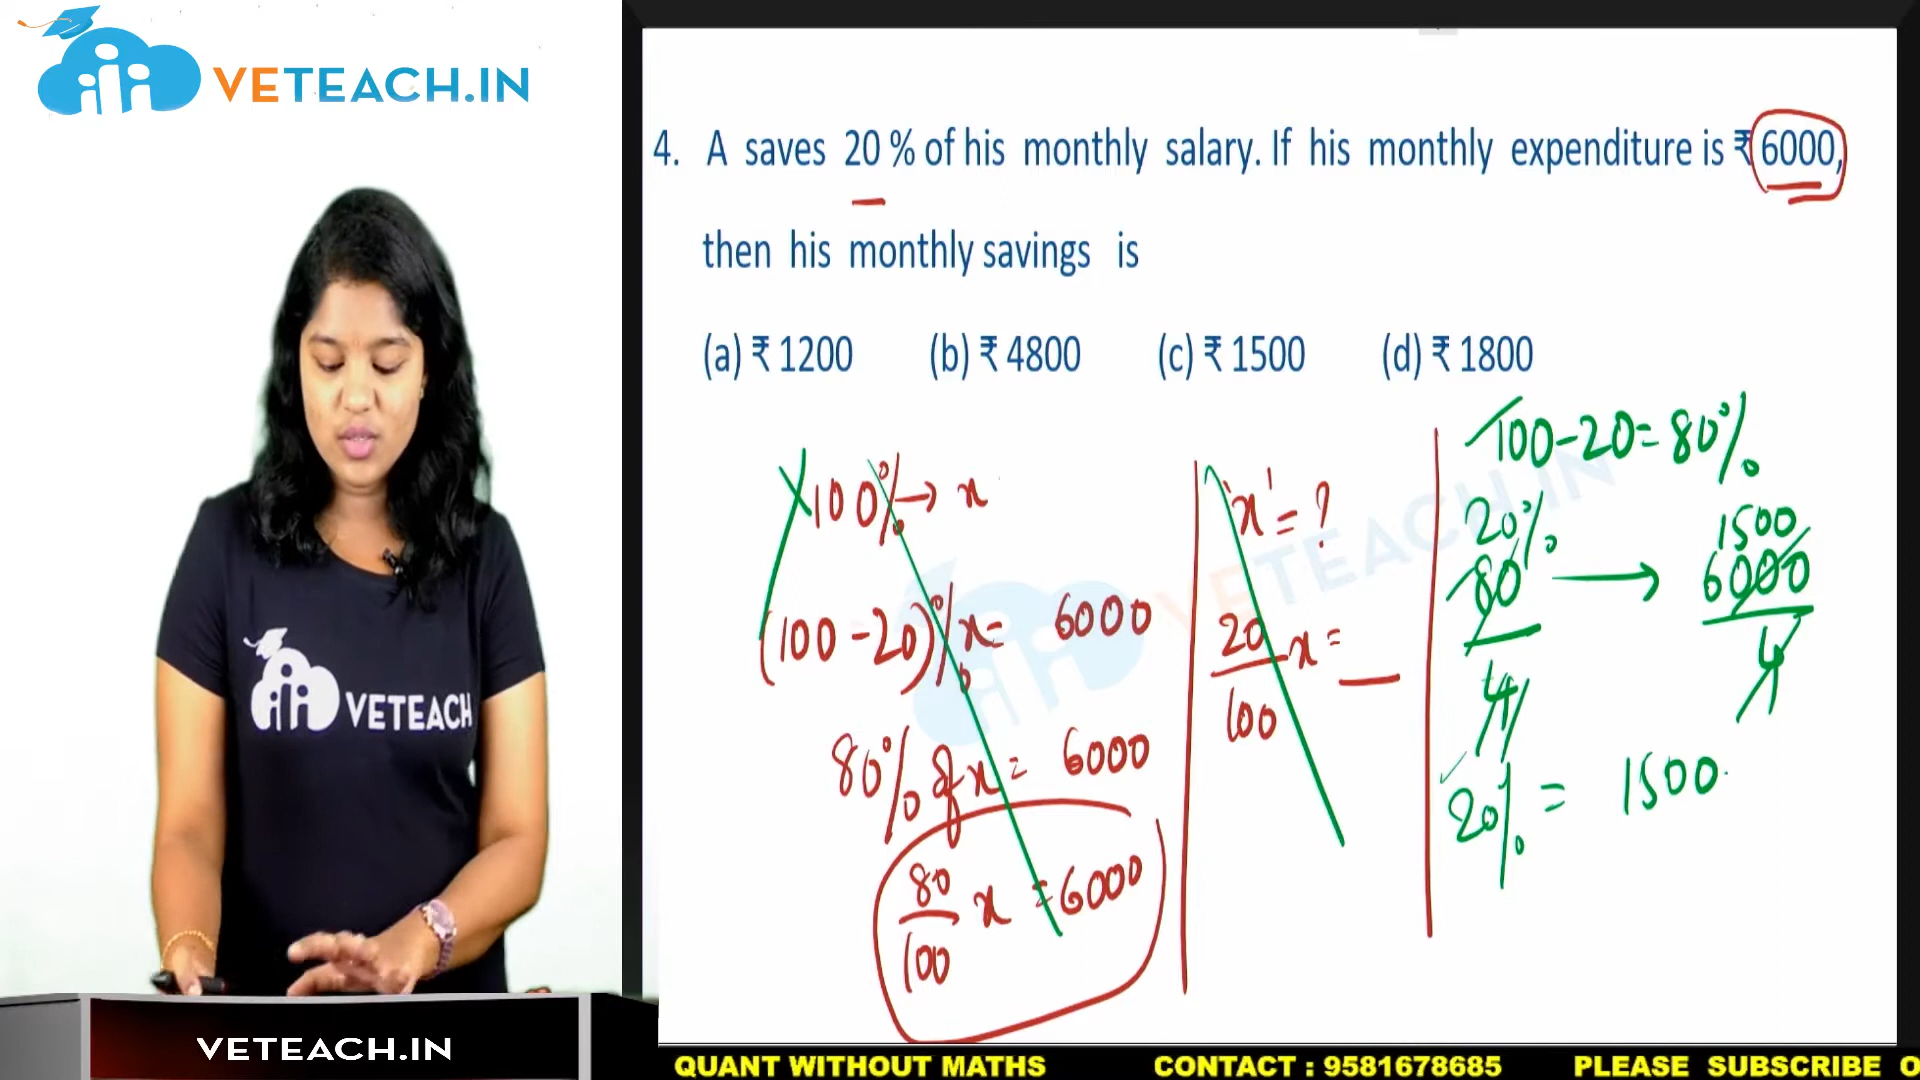 VETEACH.IN
4. A saves 20 % of his monthly salary. If his monthly expenditure is ₹ 6000,
then his monthly savings is
(a) ₹ 1200 (b) ₹ 4800 (c) ₹ 1500 (d) ₹ 1800
100% → x
(100 - 20)% x = 6000
80% of x = 6000
80/100 x = 6000
'x' = ?
20/100 x =
100 - 20 = 80%
20% 1500
80 → 6000
4 4
20% = 1500
VETEACH.IN
VETEACH
VETEACH.IN
QUANT WITHOUT MATHS CONTACT : 9581678685 PLEASE SUBSCRIBE O